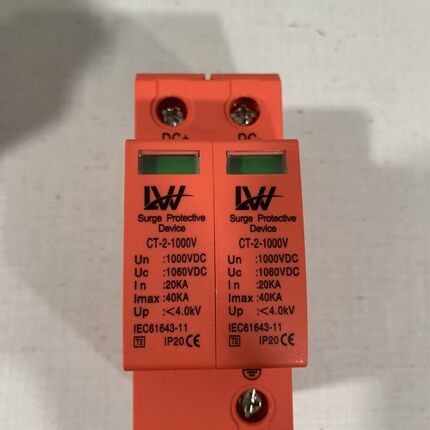 DC+ DC-
LW LW
Surge Protective Device
CT-2-1000V
Un :1000VDC
Uc :1060VDC
In :20KA
Imax :40KA
Up :<4.0kV
IEC61643-11
T2 IP20 CE
Surge Protective Device
CT-2-1000V
Un :1000VDC
Uc :1060VDC
In :20KA
Imax :40KA
Up :<4.0kV
IEC61643-11
T2 IP20 CE